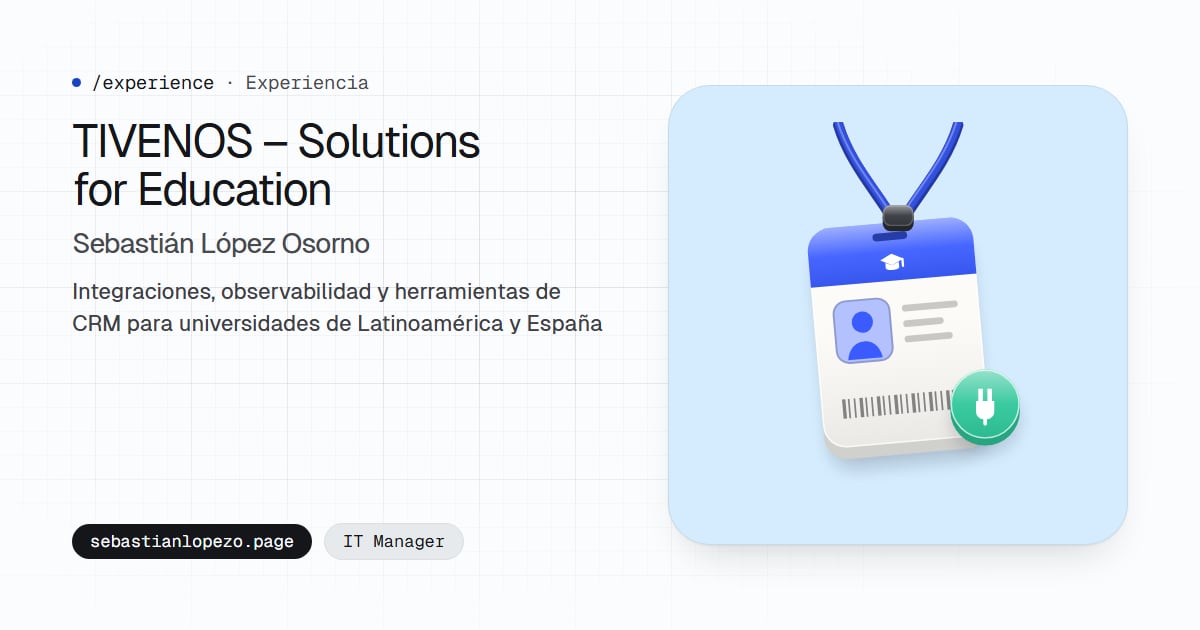 /experience · Experiencia
TIVENOS – Solutions
for Education
Sebastián López Osorno
Integraciones, observabilidad y herramientas de
CRM para universidades de Latinoamérica y España
sebastianlopezo.page
IT Manager